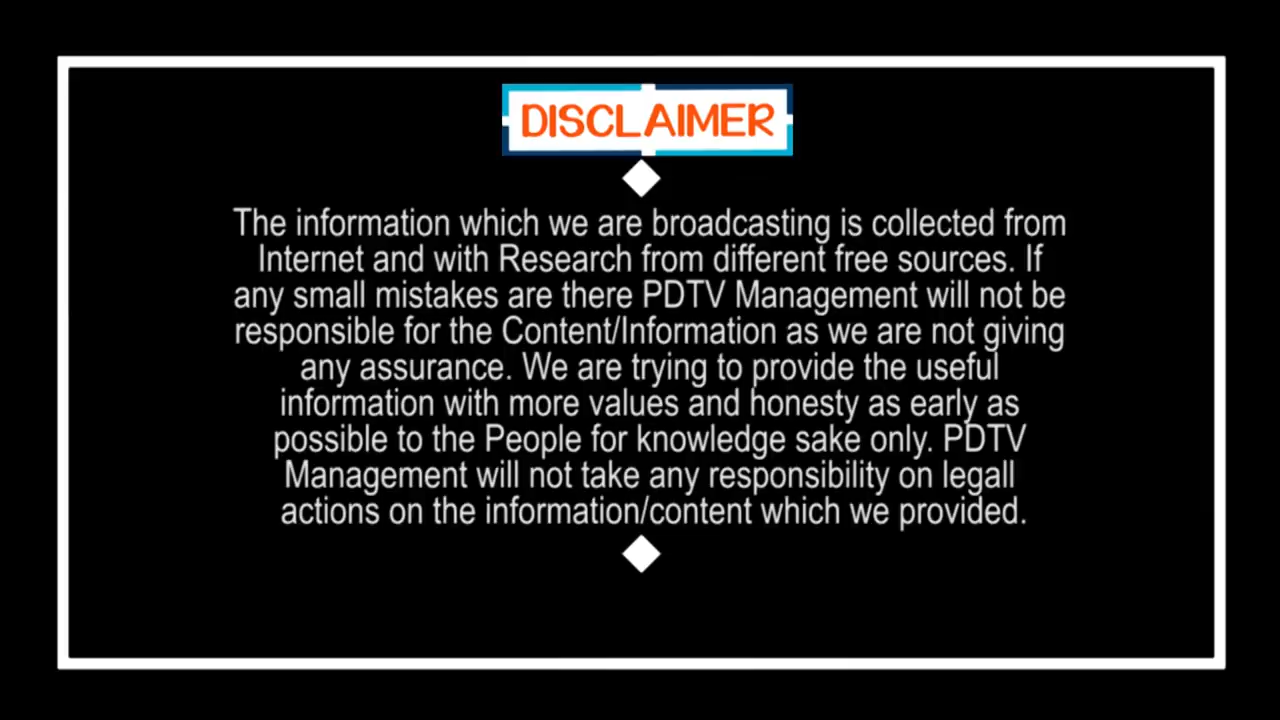 DISCLAIMER
The information which we are broadcasting is collected from
Internet and with Research from different free sources. If
any small mistakes are there PDTV Management will not be
responsible for the Content/Information as we are not giving
any assurance. We are trying to provide the useful
information with more values and honesty as early as
possible to the People for knowledge sake only. PDTV
Management will not take any responsibility on legall
actions on the information/content which we provided.